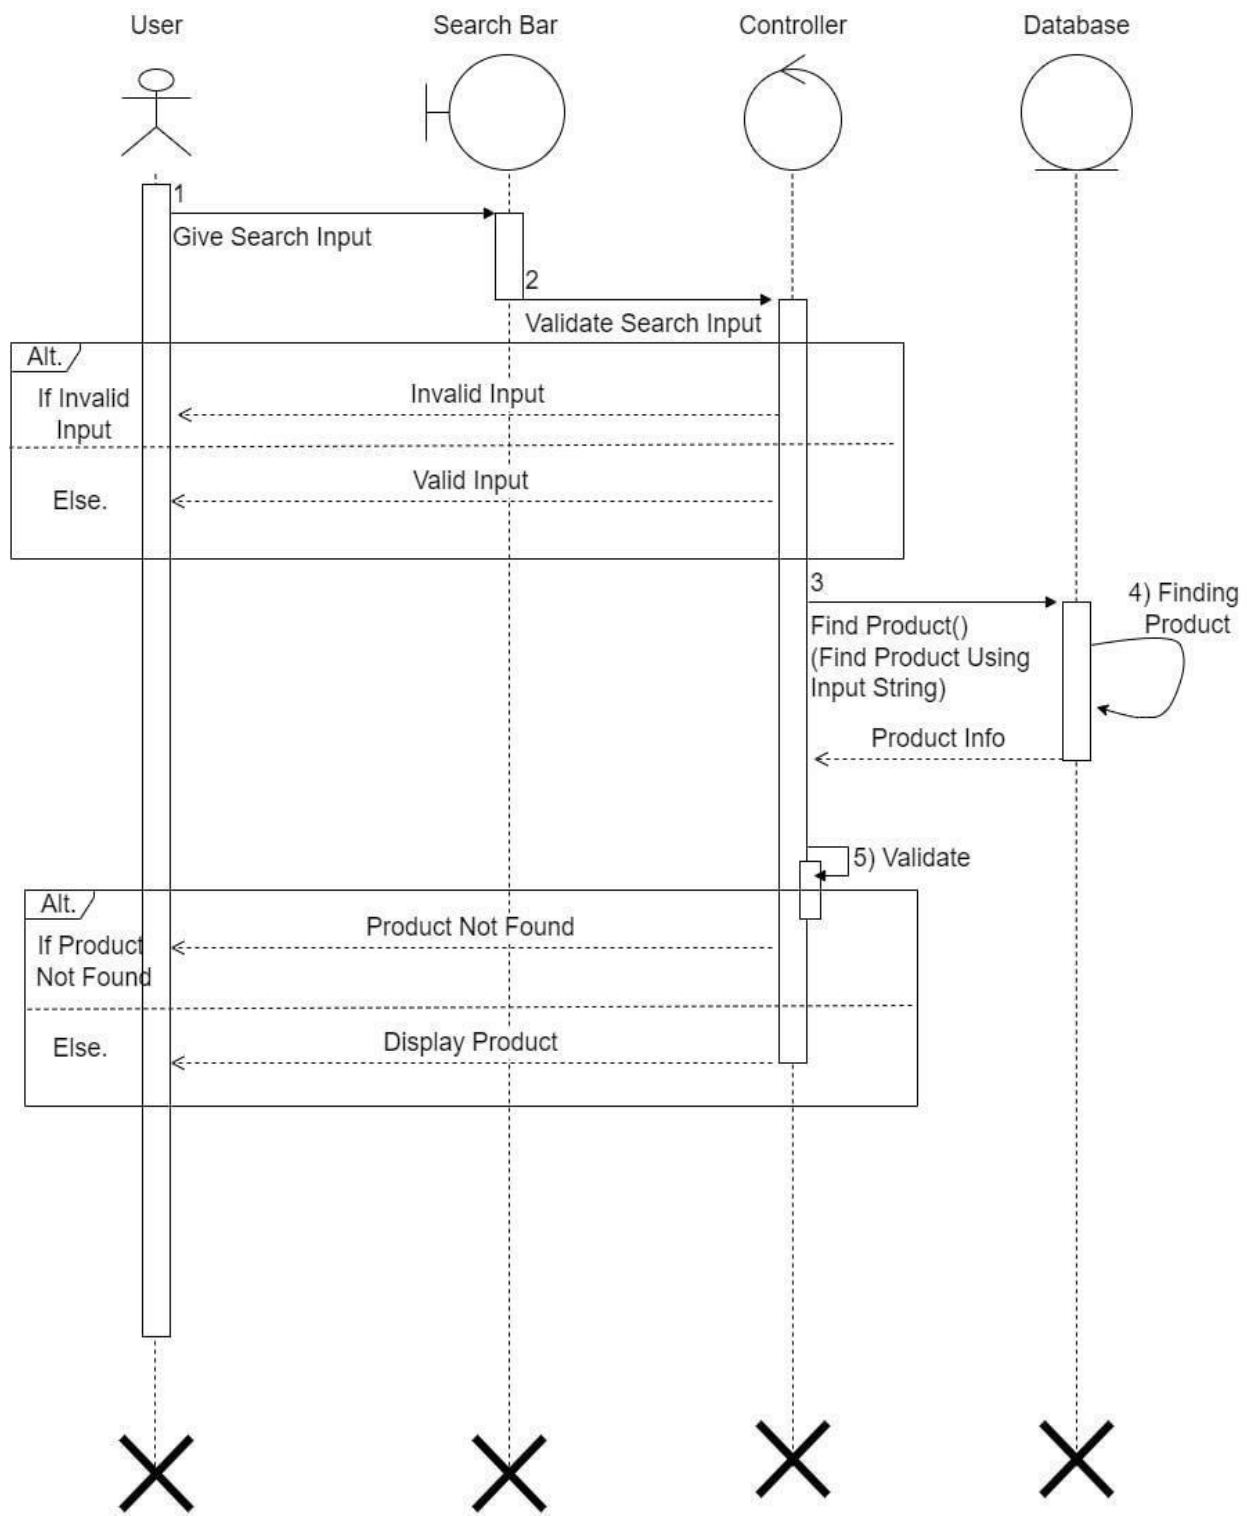 User
Search Bar
Controller
Database
1
Give Search Input
2
Validate Search Input
Alt.
If Invalid
Input
Invalid Input
Else.
Valid Input
3
Find Product()
(Find Product Using
Input String)
4) Finding
Product
Product Info
5) Validate
Alt.
If Product
Not Found
Product Not Found
Else.
Display Product